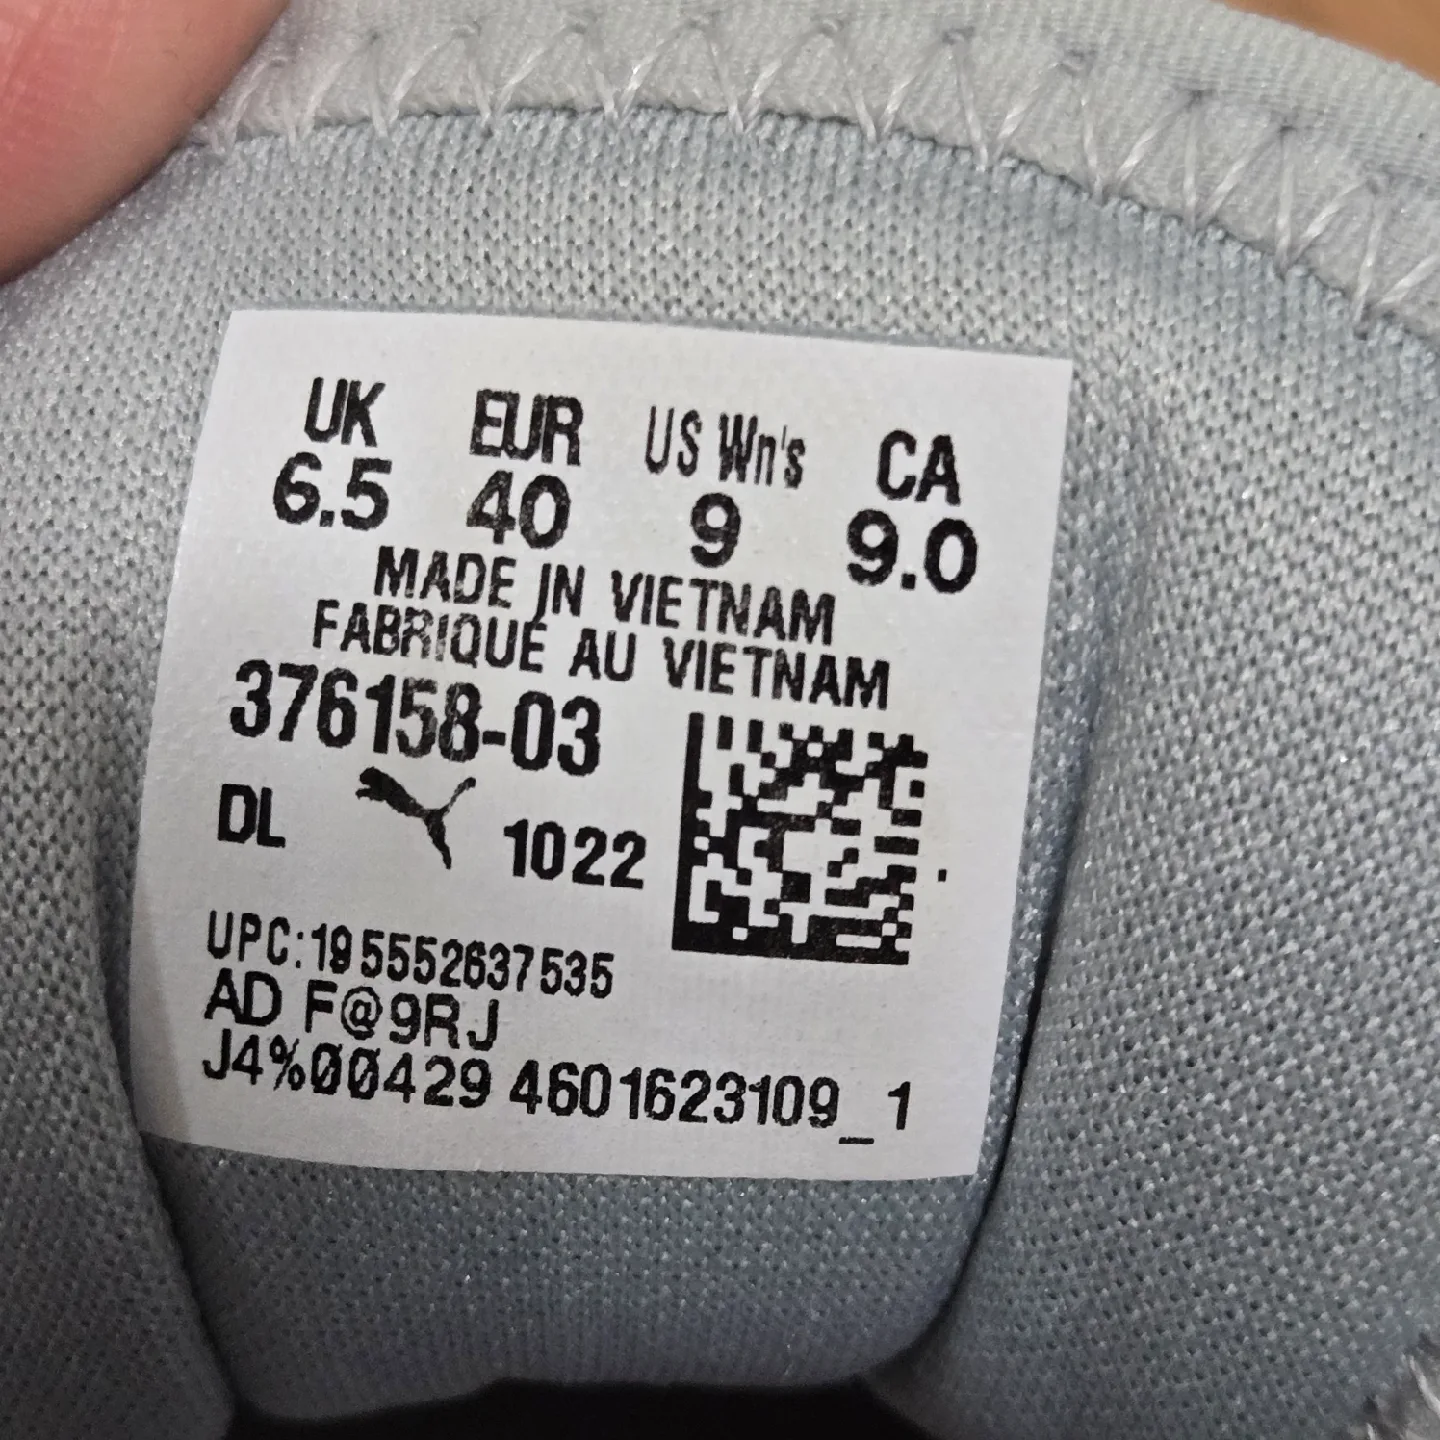 UK EUR US Wn's CA
6.5 40 9 9.0
MADE IN VIETNAM
FABRIQUÉ AU VIETNAM
376158-03
DL 1022
UPC:195552637535
AD F@9RJ
J4%00429 4601623109_1